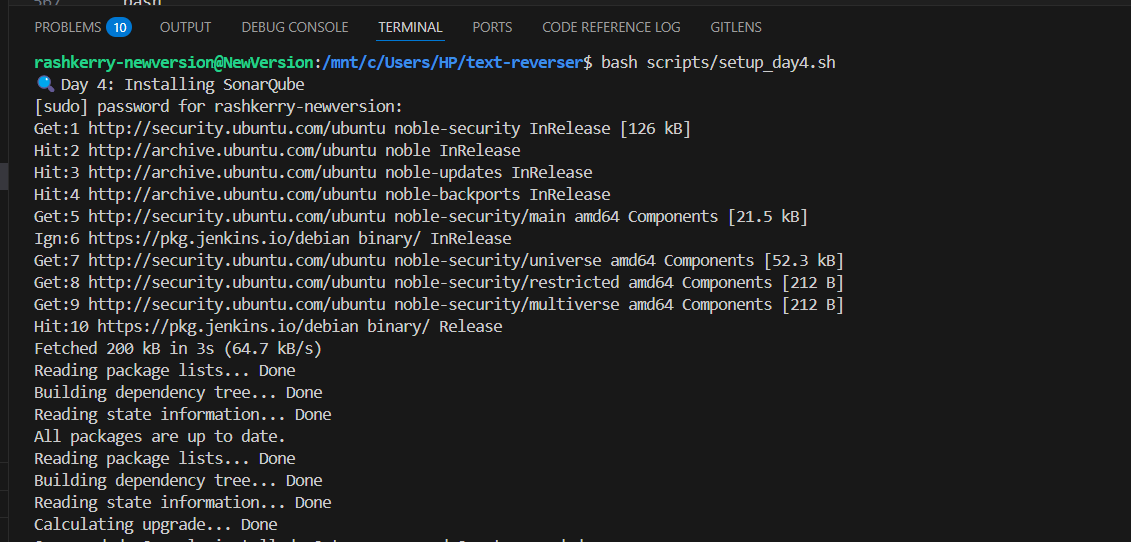 bash
PROBLEMS 10 OUTPUT DEBUG CONSOLE TERMINAL PORTS CODE REFERENCE LOG GITLENS
rashkerry-newversion@NewVersion:/mnt/c/Users/HP/text-reverser$ bash scripts/setup_day4.sh
🔍 Day 4: Installing SonarQube
[sudo] password for rashkerry-newversion:
Get:1 http://security.ubuntu.com/ubuntu noble-security InRelease [126 kB]
Hit:2 http://archive.ubuntu.com/ubuntu noble InRelease
Hit:3 http://archive.ubuntu.com/ubuntu noble-updates InRelease
Hit:4 http://archive.ubuntu.com/ubuntu noble-backports InRelease
Get:5 http://security.ubuntu.com/ubuntu noble-security/main amd64 Components [21.5 kB]
Ign:6 https://pkg.jenkins.io/debian binary/ InRelease
Get:7 http://security.ubuntu.com/ubuntu noble-security/universe amd64 Components [52.3 kB]
Get:8 http://security.ubuntu.com/ubuntu noble-security/restricted amd64 Components [212 B]
Get:9 http://security.ubuntu.com/ubuntu noble-security/multiverse amd64 Components [212 B]
Hit:10 https://pkg.jenkins.io/debian binary/ Release
Fetched 200 kB in 3s (64.7 kB/s)
Reading package lists... Done
Building dependency tree... Done
Reading state information... Done
All packages are up to date.
Reading package lists... Done
Building dependency tree... Done
Reading state information... Done
Calculating upgrade... Done